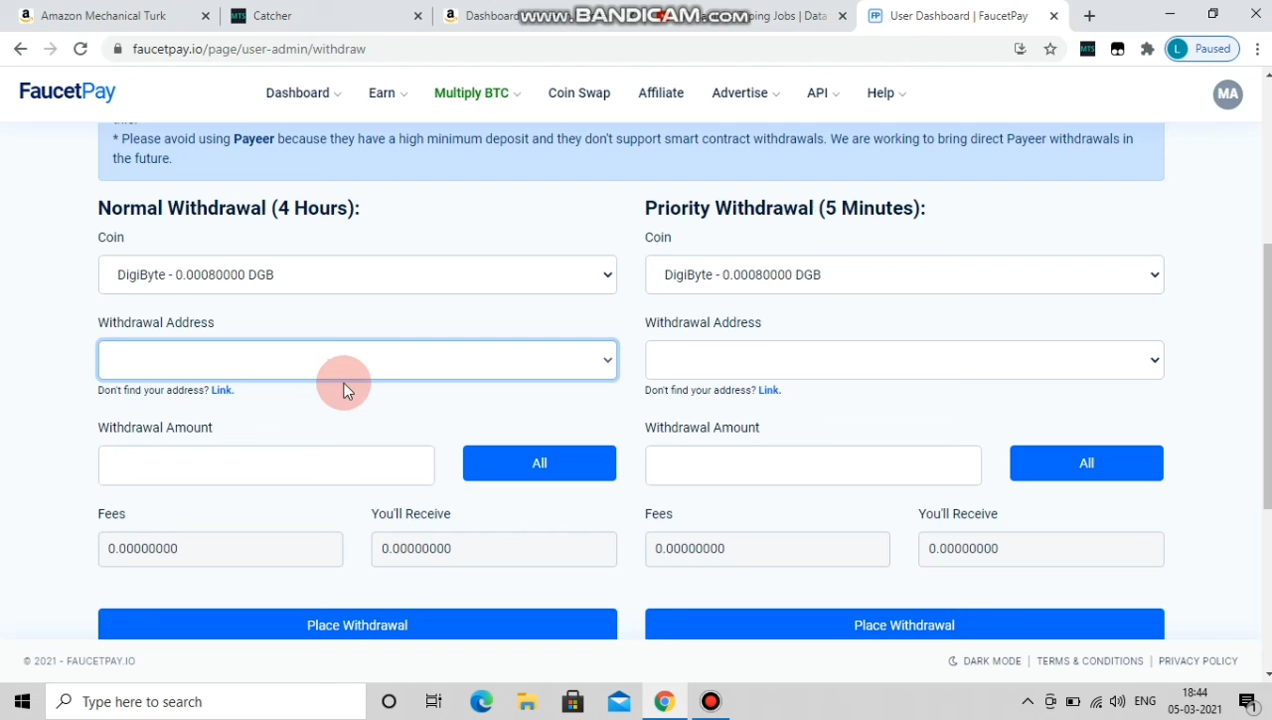 Amazon Mechanical Turk
MTS Catcher
Dashboard
ping Jobs | Data
User Dashboard | FaucetPay
www.BANDICAM.com
faucetpay.io/page/user-admin/withdraw
MTS
L Paused
FaucetPay
Dashboard
Earn
Multiply BTC
Coin Swap
Affiliate
Advertise
API
Help
MA
* Please avoid using Payeer because they have a high minimum deposit and they don't support smart contract withdrawals. We are working to bring direct Payeer withdrawals in
the future.
Normal Withdrawal (4 Hours):
Coin
DigiByte - 0.00080000 DGB
Withdrawal Address
Don't find your address? Link.
Withdrawal Amount
All
Fees
You'll Receive
0.00000000
0.00000000
Place Withdrawal
Priority Withdrawal (5 Minutes):
Coin
DigiByte - 0.00080000 DGB
Withdrawal Address
Don't find your address? Link.
Withdrawal Amount
All
Fees
You'll Receive
0.00000000
0.00000000
Place Withdrawal
© 2021 - FAUCETPAY.IO
DARK MODE | TERMS & CONDITIONS | PRIVACY POLICY
Type here to search
ENG
18:44
05-03-2021
1